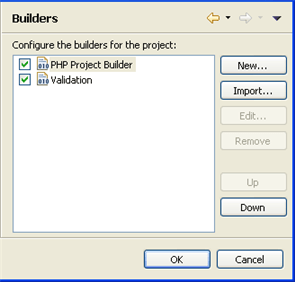 Builders
Configure the builders for the project:
PHP Project Builder
Validation
New...
Import...
Edit...
Remove
Up
Down
OK
Cancel